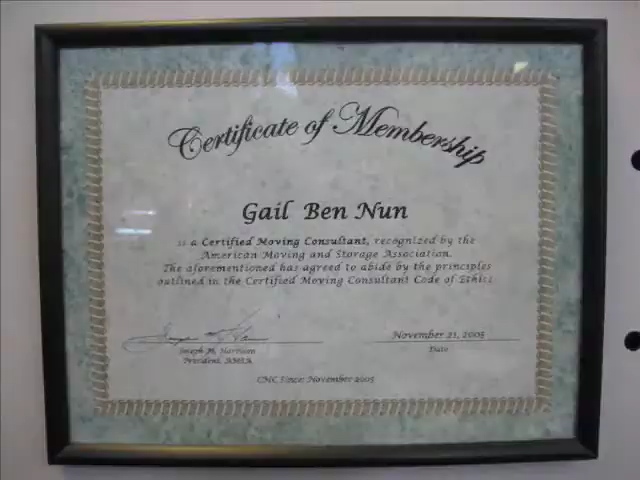 Certificate of Membership
Gail Ben Nun
is a Certified Moving Consultant, recognized by the
American Moving and Storage Association.
The aforementioned has agreed to abide by the principles
outlined in the Certified Moving Consultant Code of Ethics
November 21, 2005
Joseph M. Harrison
Date
President, AMSA
CMC Since: November 2005